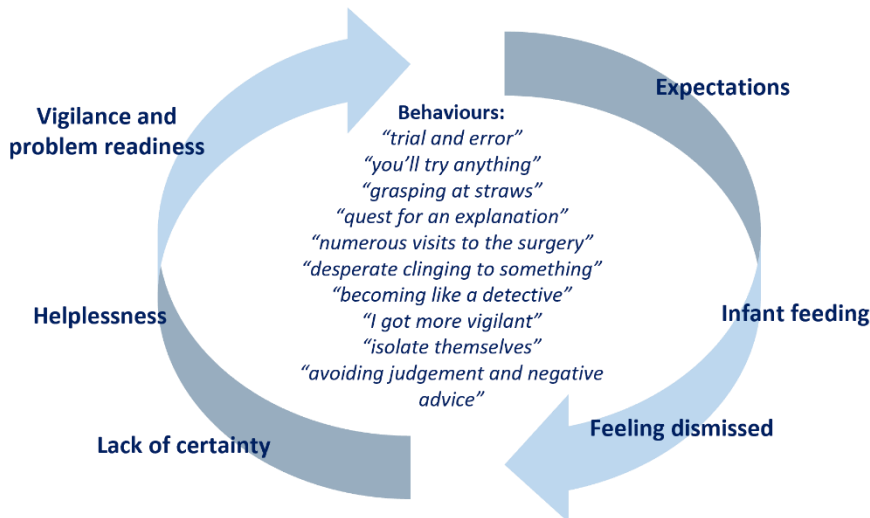 Expectations
Vigilance and
problem readiness
Behaviours:
“trial and error”
“you’ll try anything”
“grasping at straws”
“quest for an explanation”
“numerous visits to the surgery”
“desperate clinging to something”
“becoming like a detective”
“I got more vigilant”
“isolate themselves”
“avoiding judgement and negative
advice”
Helplessness
Infant feeding
Feeling dismissed
Lack of certainty